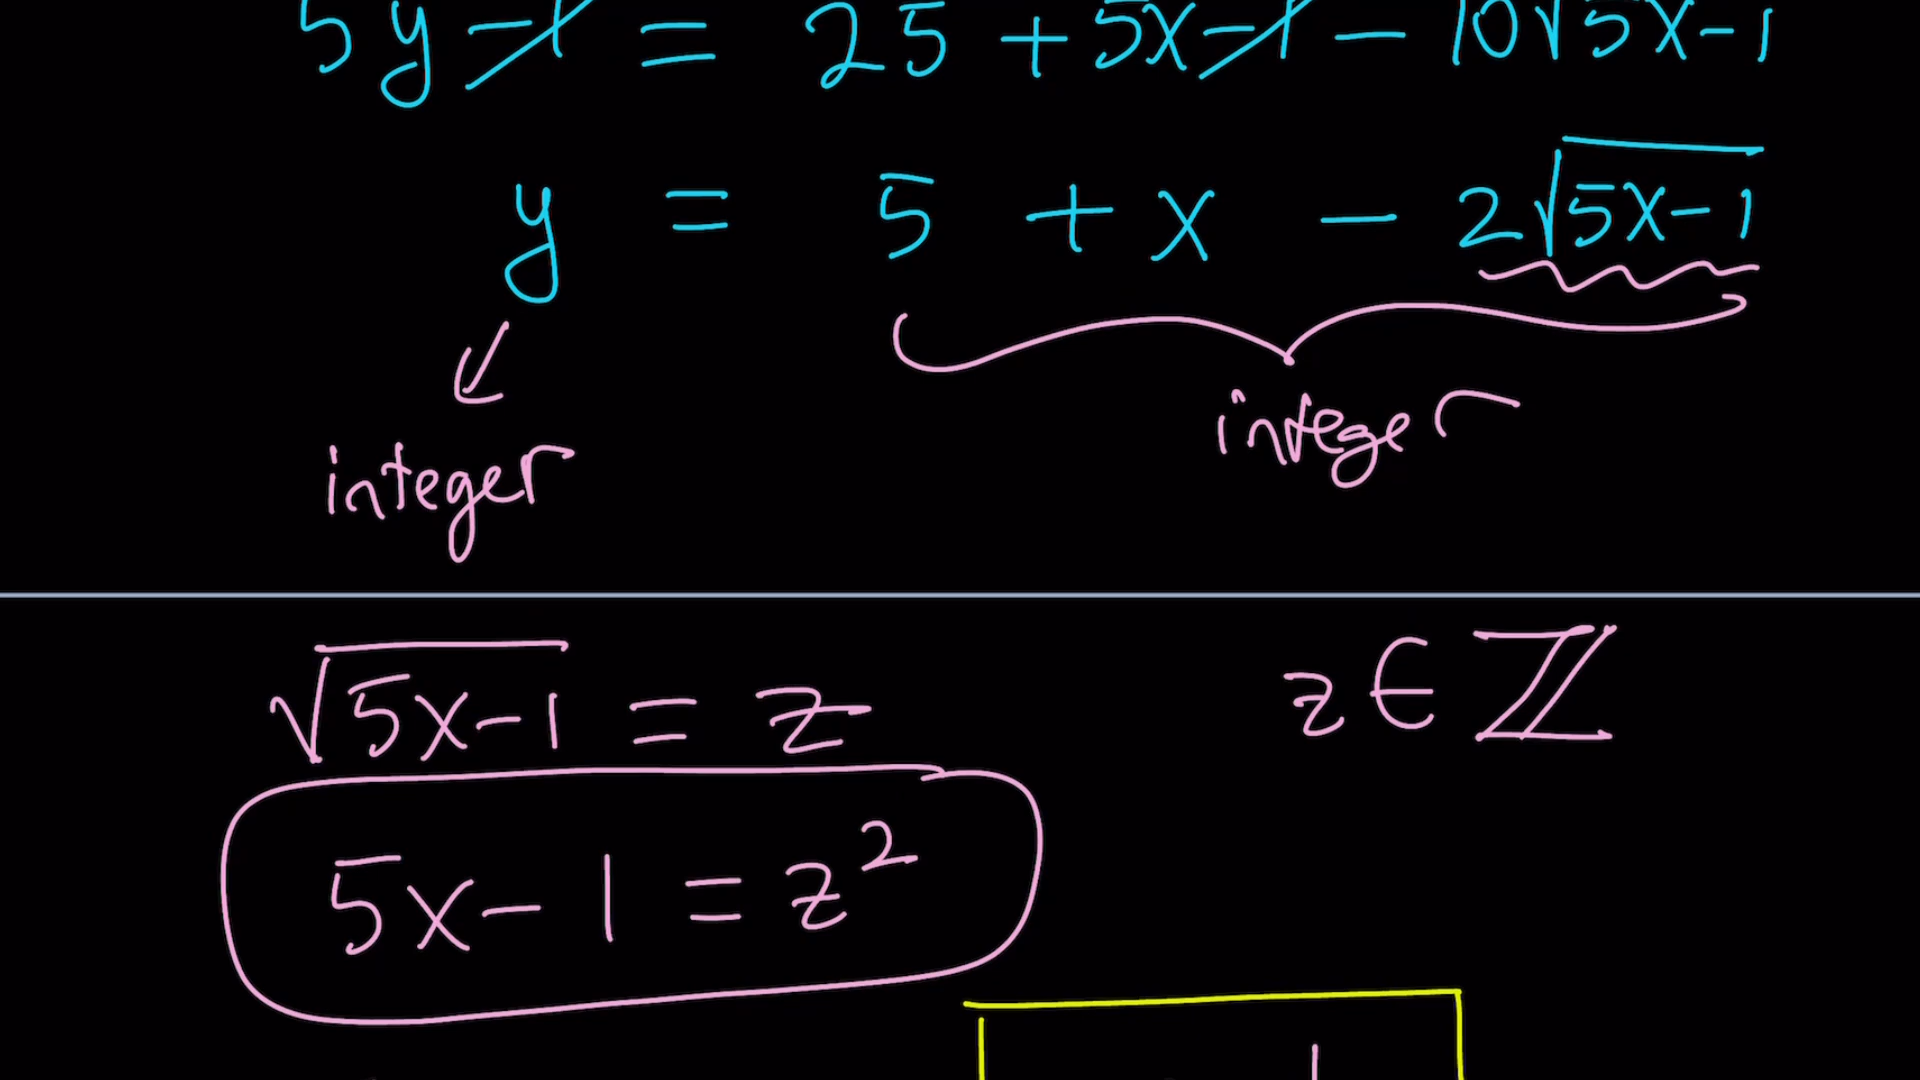 5y-1 = 25 + 5x-1 - 10√5x-1
y = 5 + x - 2√5x-1
integer
integer
√5x-1 = z z ∈ ℤ
5x-1 = z²